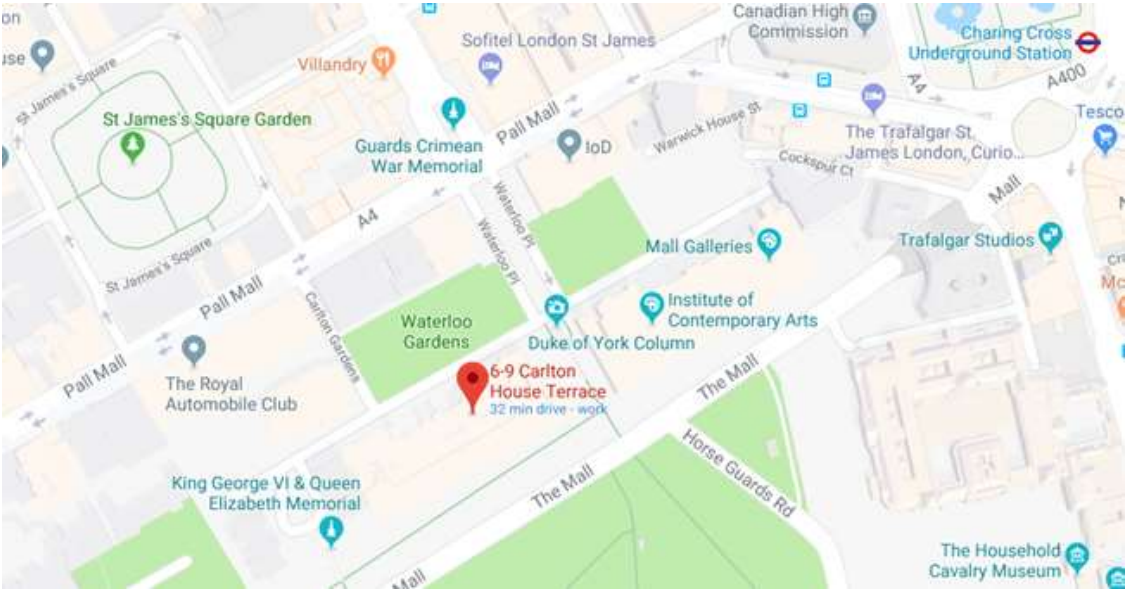 on
use
St James's Square
St James's Square Garden
Villandry
Sofitel London St James
Canadian High
Commission
Charing Cross
Underground Station
A400
A4
Tesco
Guards Crimean
War Memorial
Pall Mall
IoD
Warwick House St
The Trafalgar St.
James London, Curio...
Cockspur Ct
Mall
A4
Waterloo Pl
Waterloo Pl
Mall Galleries
Trafalgar Studios
St James's Square
Pall Mall
Carlton Gardens
Waterloo
Gardens
Institute of
Contemporary Arts
Duke of York Column
Mc
Pall Mall
The Royal
Automobile Club
6-9 Carlton
House Terrace
32 min drive - work
The Mall
Horse Guards Rd
King George VI & Queen
Elizabeth Memorial
The Mall
The Household
Cavalry Museum
Mall